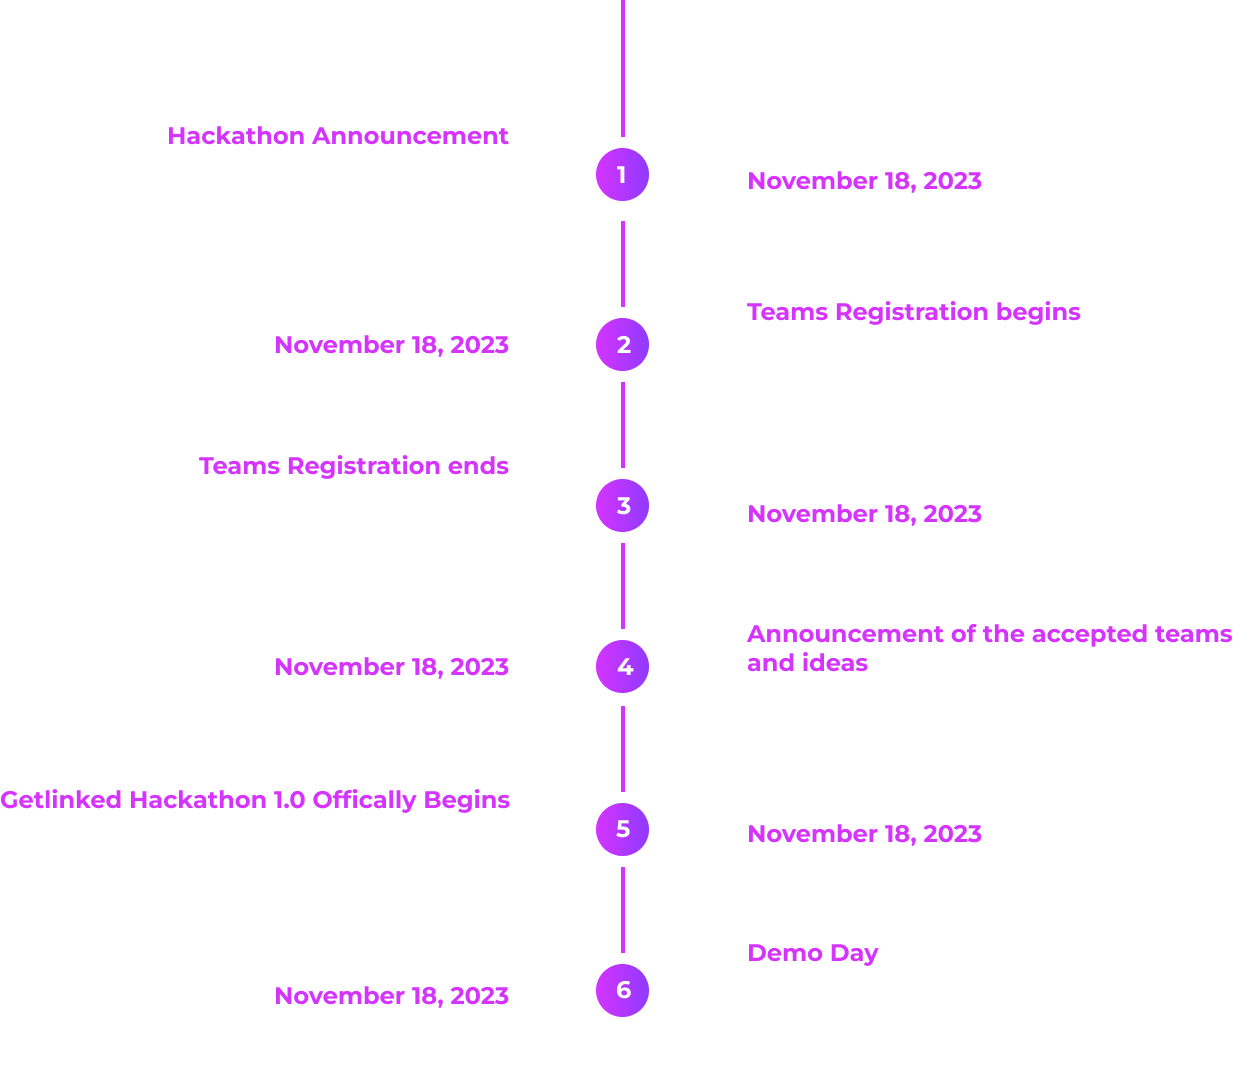 Hackathon Announcement
1
November 18, 2023
Teams Registration begins
November 18, 2023
2
Teams Registration ends
3
November 18, 2023
Announcement of the accepted teams
and ideas
November 18, 2023
4
Getlinked Hackathon 1.0 Offically Begins
5
November 18, 2023
Demo Day
November 18, 2023
6